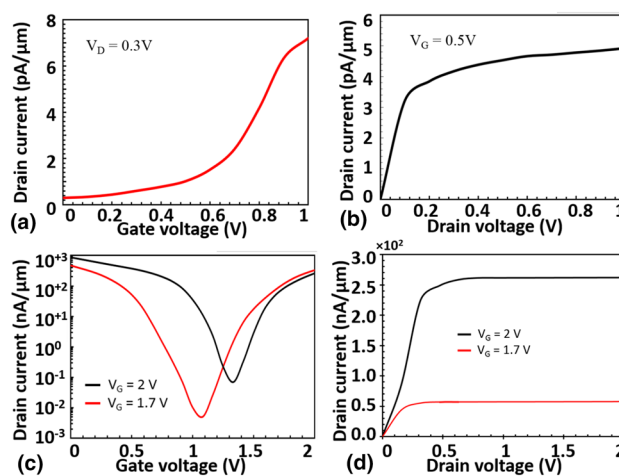 (a)
Drain current (pA/µm)
8
6
4
2
0
V_D = 0.3V
0 0.2 0.4 0.6 0.8 1
Gate voltage (V)
(b)
Drain current (pA/µm)
6
5
4
3
2
1
0
V_G = 0.5V
0 0.2 0.4 0.6 0.8 1
Drain voltage (V)
(c)
Drain current (nA/µm)
10+3
10+2
10+1
10^0
10-1
10-2
10-3
V_G = 2 V
V_G = 1.7 V
0 0.5 1 1.5 2
Gate voltage (V)
(d)
Drain current (nA/µm)
×10^2
3.0
2.5
2.0
1.5
1.0
0.5
0.0
V_G = 2 V
V_G = 1.7 V
0 0.5 1 1.5 2
Drain voltage (V)